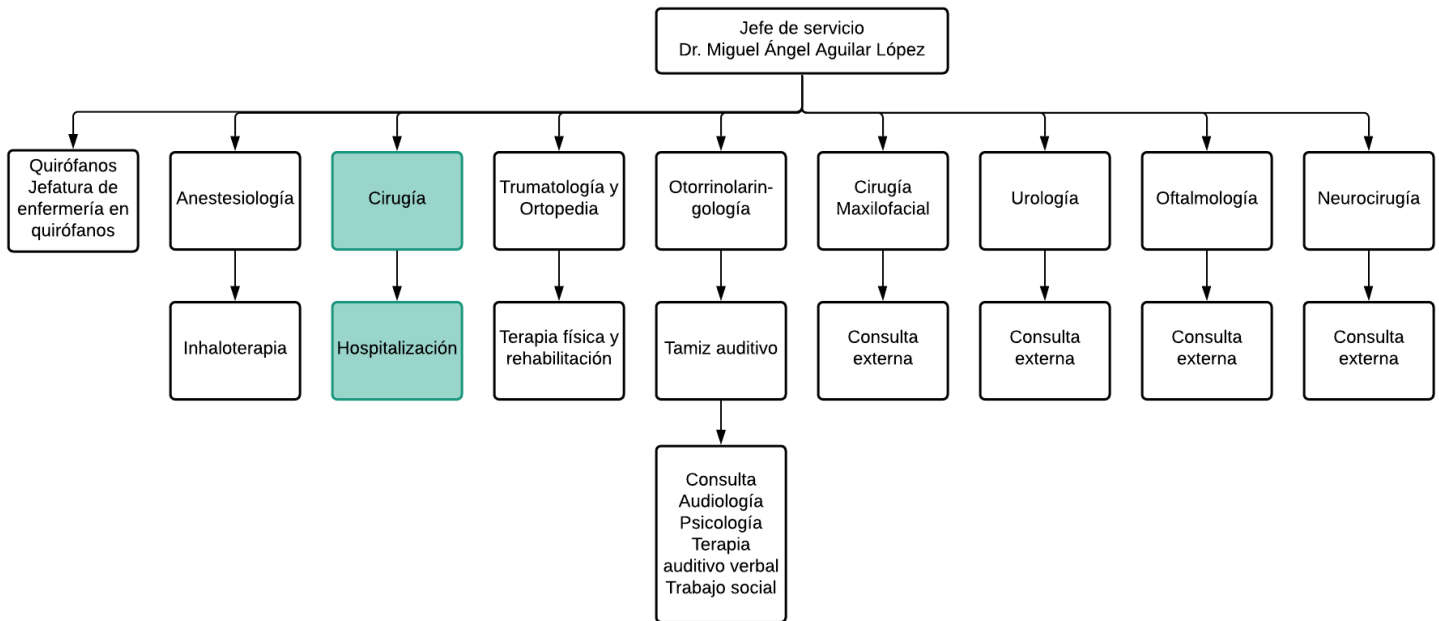 Jefe de servicio
Dr. Miguel Ángel Aguilar López
Quirófanos
Jefatura de
enfermería en
quirófanos
Anestesiología
Cirugía
Trumatología y
Ortopedia
Otorrinolarin-
gología
Cirugía
Maxilofacial
Urología
Oftalmología
Neurocirugía
Inhaloterapia
Hospitalización
Terapia física y
rehabilitación
Tamiz auditivo
Consulta
externa
Consulta
externa
Consulta
externa
Consulta
externa
Consulta
Audiología
Psicología
Terapia
auditivo verbal
Trabajo social